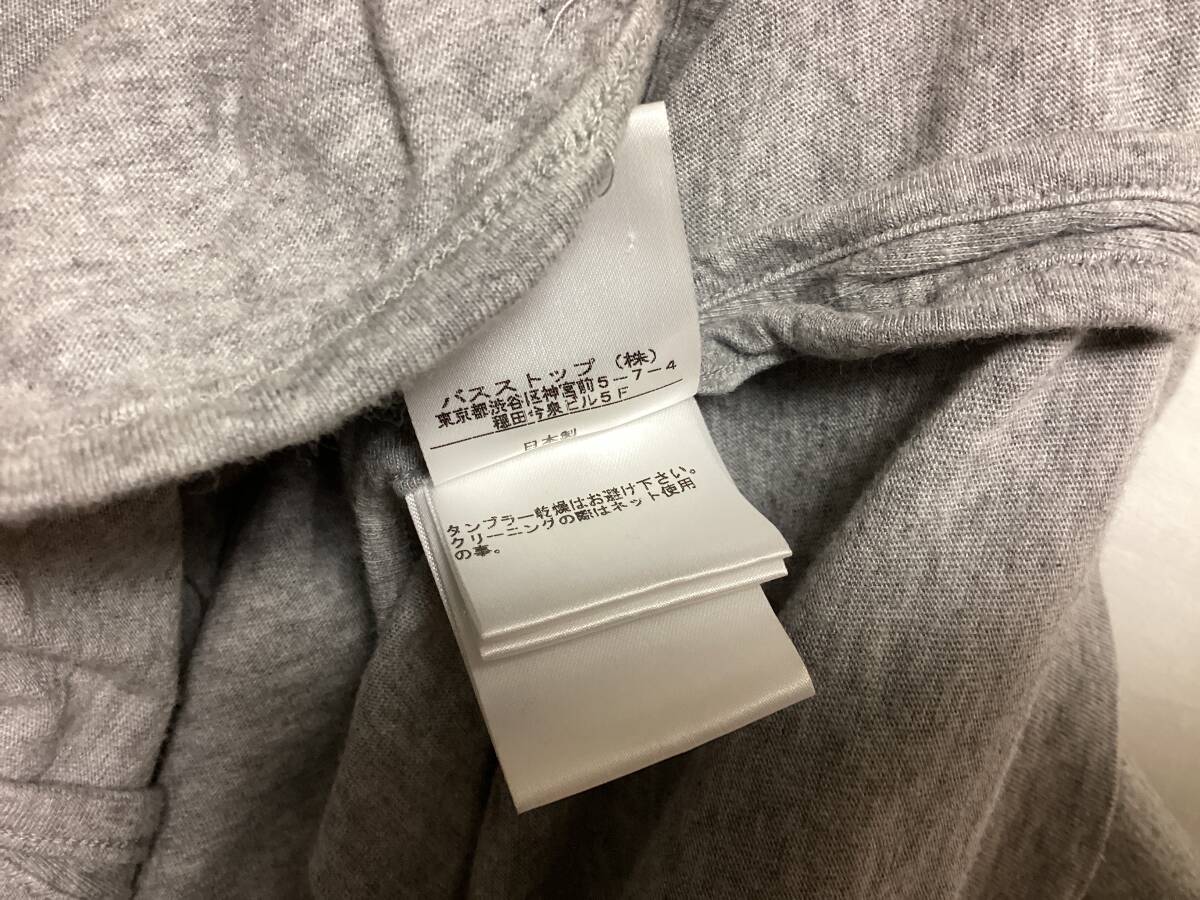 バスストップ (株)
東京都渋谷区神宮前5-7-4
穏田今泉ビル5F
日本製
タンブラー乾燥はお避け下さい。
クリーニングの際はネット使用
の事。